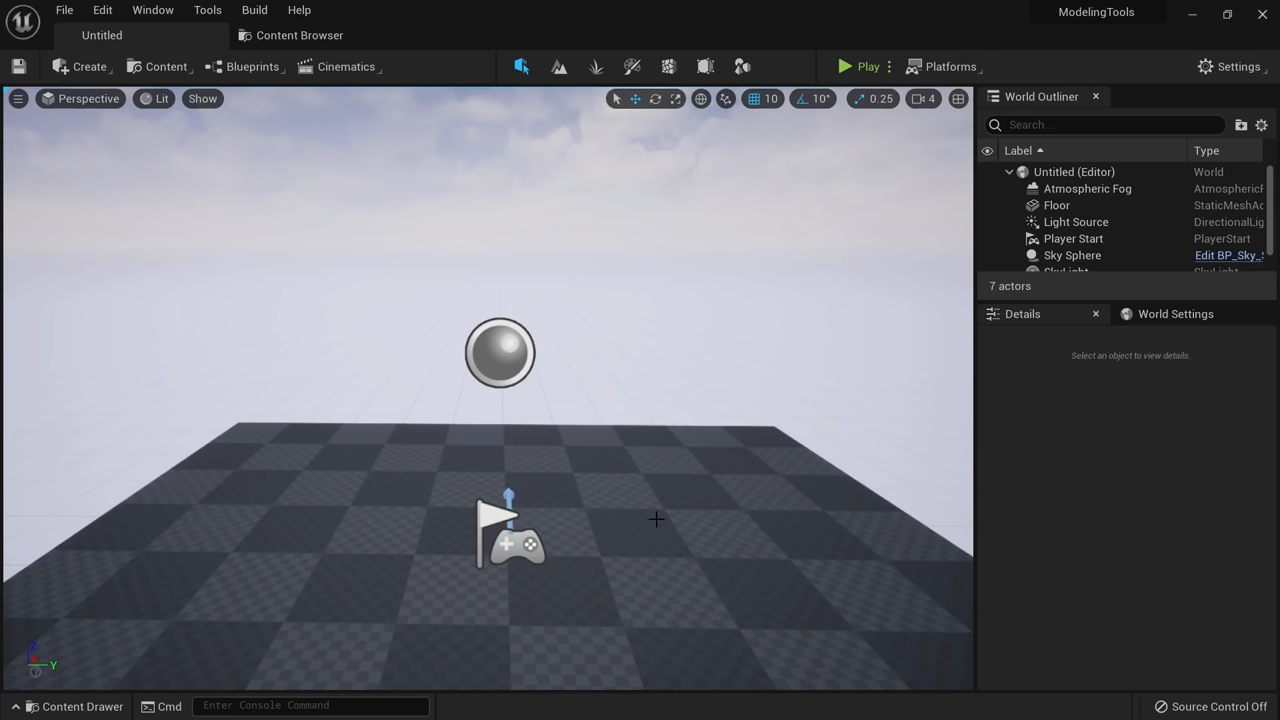 File Edit Window Tools Build Help
ModelingTools
Untitled
Content Browser
Create
Content
Blueprints
Cinematics
Play
Platforms
Settings
Perspective
Lit
Show
10
10°
0.25
4
World Outliner
Search...
Label
Type
Untitled (Editor) World
Atmospheric Fog
Floor StaticMeshAc
Light Source DirectionalLig
Player Start PlayerStart
Sky Sphere Edit BP_Sky_
7 actors
Details
World Settings
Select an object to view details.
Z
Y
Content Drawer
Cmd
Enter Console Command
Source Control Off